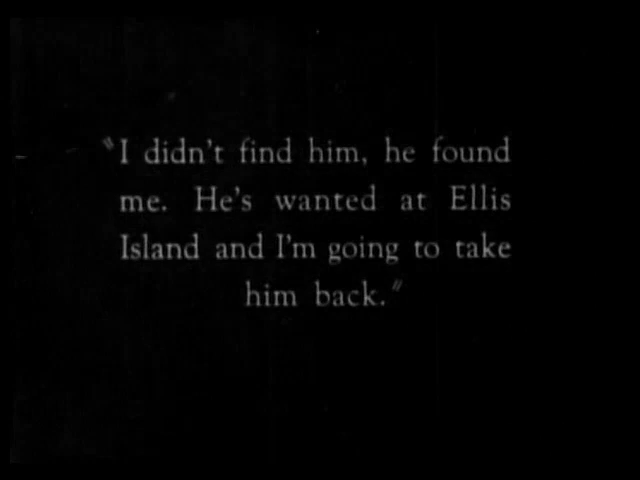 "I didn't find him, he found
me. He's wanted at Ellis
Island and I'm going to take
him back."